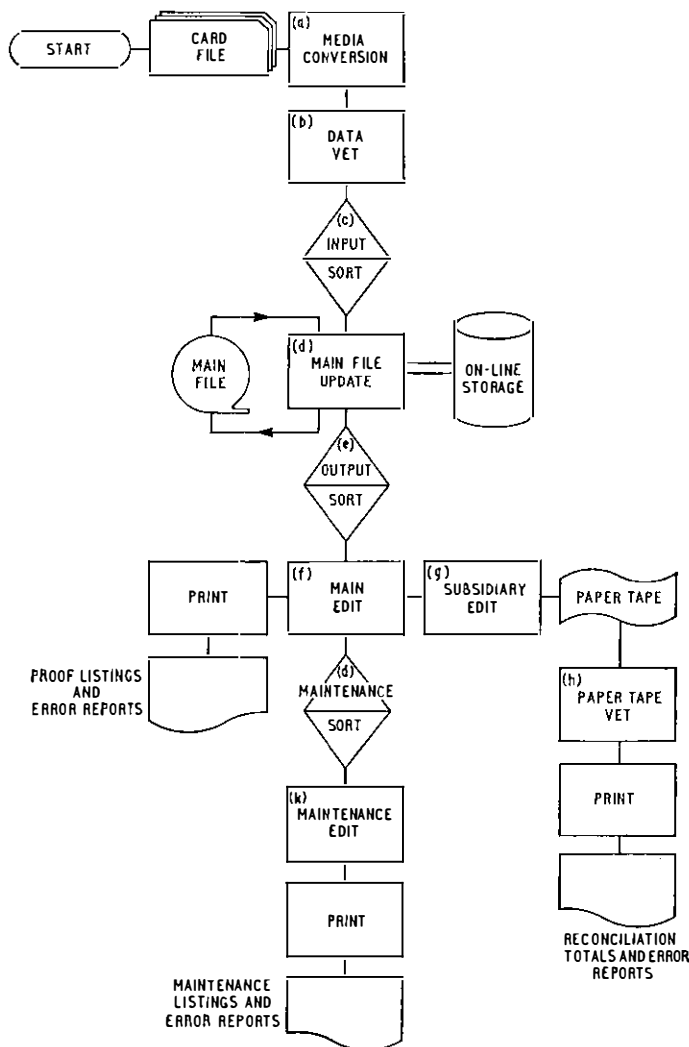 START
CARD
FILE
(a)
MEDIA
CONVERSION
(b)
DATA
VET
(c)
INPUT
SORT
MAIN
FILE
(d)
MAIN FILE
UPDATE
ON-LINE
STORAGE
(e)
OUTPUT
SORT
PRINT
(f)
MAIN
EDIT
(g)
SUBSIDIARY
EDIT
PAPER TAPE
PROOF LISTINGS
AND
ERROR REPORTS
(d)
MAINTENANCE
SORT
(h)
PAPER TAPE
VET
(k)
MAINTENANCE
EDIT
PRINT
PRINT
RECONCILIATION
TOTALS AND ERROR
REPORTS
MAINTENANCE
LISTINGS AND
ERROR REPORTS